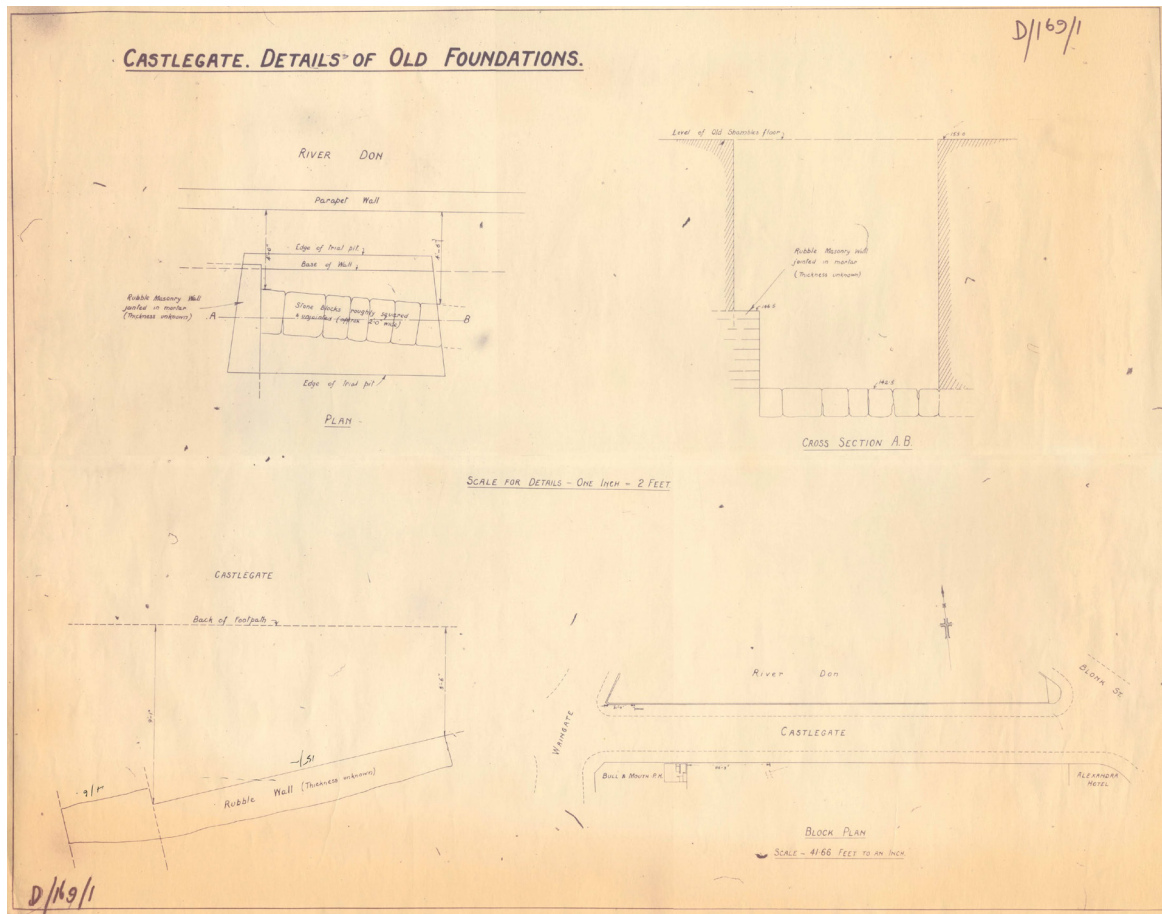 D/169/1
CASTLEGATE. DETAILS OF OLD FOUNDATIONS.
RIVER DON
Parapet Wall
Edge of trial pit
Base of Wall
Rubble Masonry Wall
jointed in mortar
(Thickness unknown)
A
Stone blocks roughly squared
B
Edge of trial pit
PLAN
Level of Old Shambles floor
Rubble Masonry Wall
jointed in mortar
(Thickness unknown)
142.5
CROSS SECTION A.B.
SCALE FOR DETAILS - ONE INCH - 2 FEET
CASTLEGATE
Back of footpath
Rubble Wall (Thickness unknown)
River Don
BLONK ST.
WAINGATE
CASTLEGATE
BULL & MOUTH P.H.
ALEXANDRA
HOTEL
BLOCK PLAN
SCALE - 41.66 FEET TO AN INCH.
D/169/1